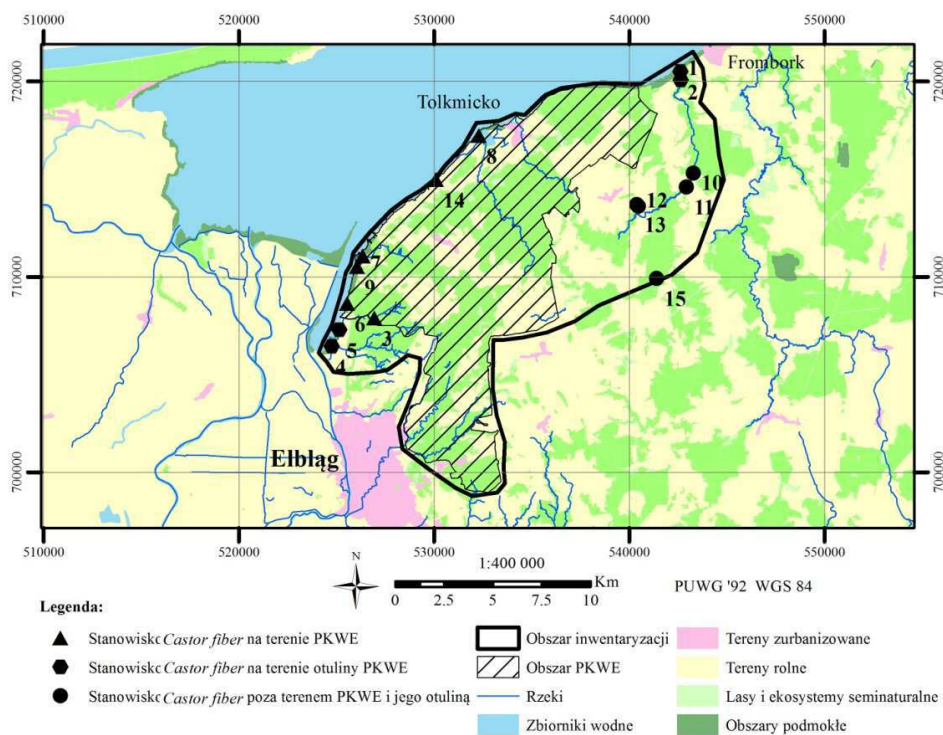 510000 520000 530000 540000 550000
720000 720000
710000 710000
700000 700000
Frombork
Tolkmicko
Elbląg
1
2
8
10
14
11
12
13
7
9
15
6
3
5
4
510000 520000 530000 540000 550000
N
1:400 000
Km
0 2.5 5 7.5 10
PUWG '92 WGS 84
Legenda:
Stanowisko Castor fiber na terenie PKWE
Stanowisko Castor fiber na terenie otuliny PKWE
Stanowisko Castor fiber poza terenem PKWE i jego otuliną
Obszar inwentaryzacji
Obszar PKWE
Rzeki
Zbiorniki wodne
Tereny zurbanizowane
Tereny rolne
Lasy i ekosystemy seminaturalne
Obszary podmokłe